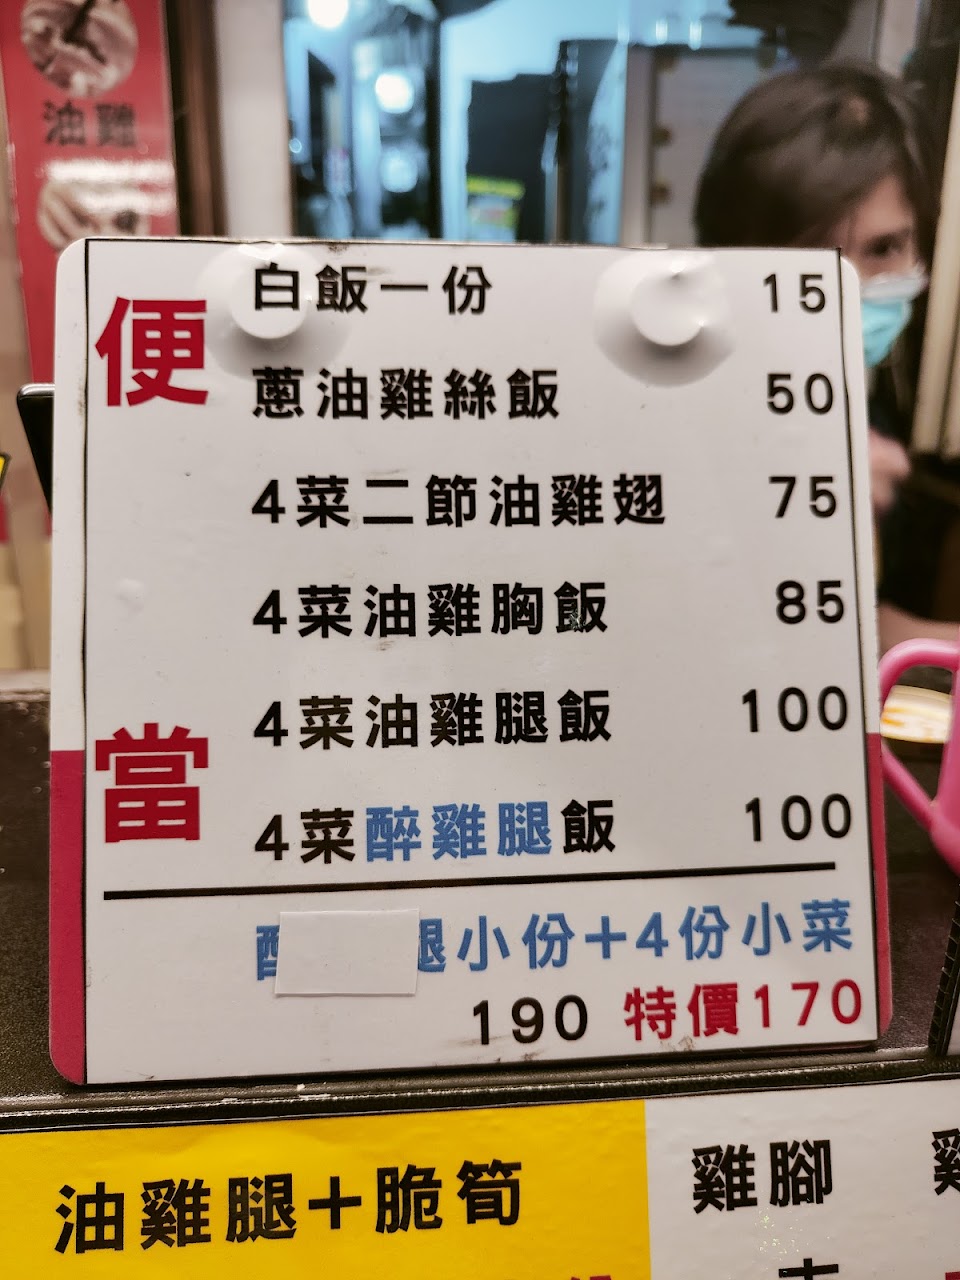 油雞
便當
白飯一份 15
蔥油雞絲飯 50
4菜二節油雞翅 75
4菜油雞胸飯 85
4菜油雞腿飯 100
4菜醉雞腿飯 100
腿小份+4份小菜
190 特價170
油雞腿+脆筍
雞腳